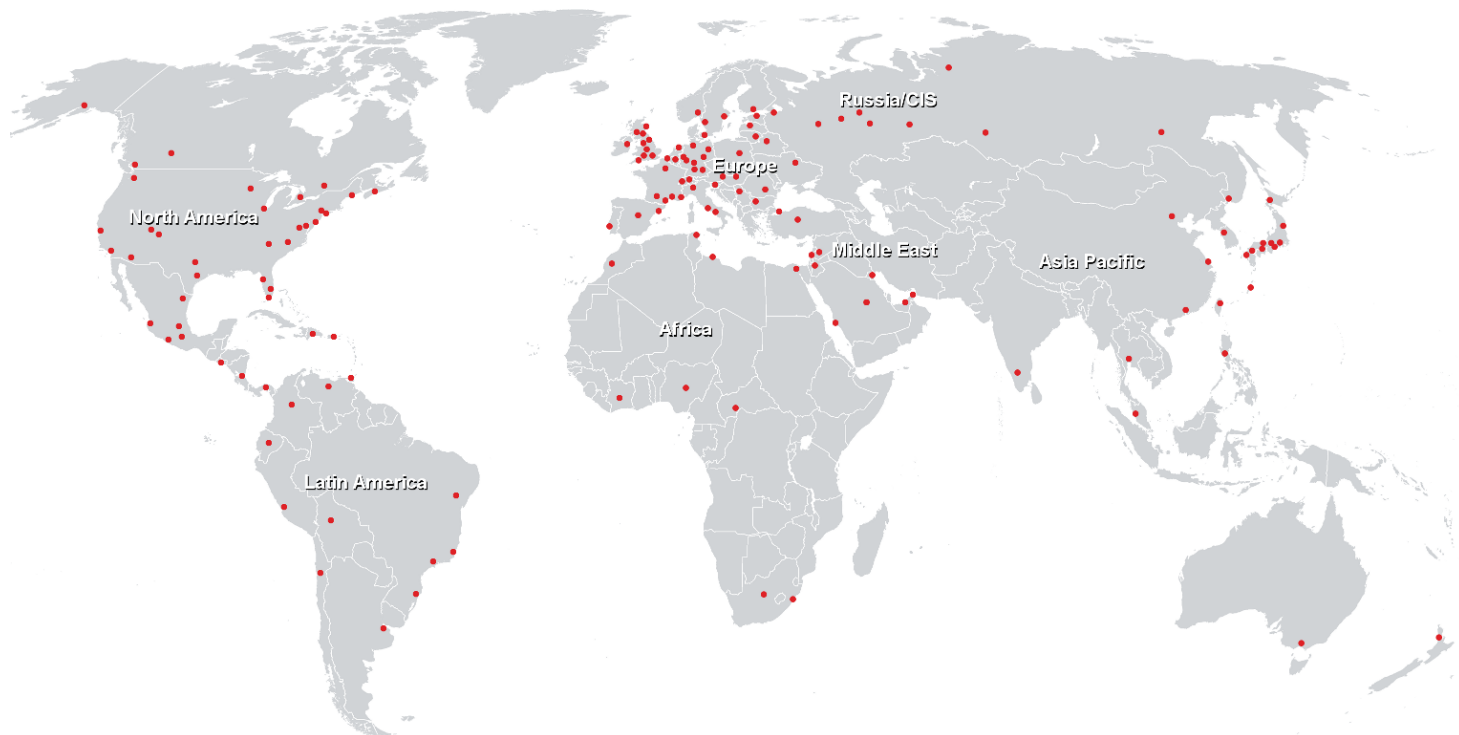 Russia/CIS
Europe
North America
Middle East
Asia Pacific
Africa
Latin America